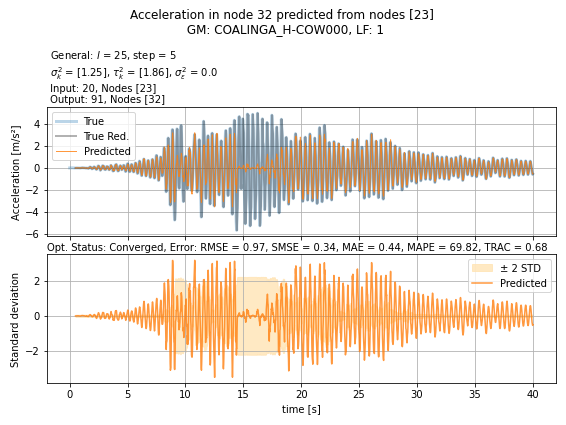 Acceleration in node 32 predicted from nodes [23]
GM: COALINGA_H-COW000, LF: 1
General: l = 25, step = 5
σ²ₖ = [1.25], τ²ₖ = [1.86], σ²ₑ = 0.0
Input: 20, Nodes [23]
Output: 91, Nodes [32]
True
True Red.
Predicted
Acceleration [m/s²]
4
2
0
−2
−4
−6
Opt. Status: Converged, Error: RMSE = 0.97, SMSE = 0.34, MAE = 0.44, MAPE = 69.82, TRAC = 0.68
± 2 STD
Predicted
Standard deviation
2
0
−2
0 5 10 15 20 25 30 35 40
time [s]